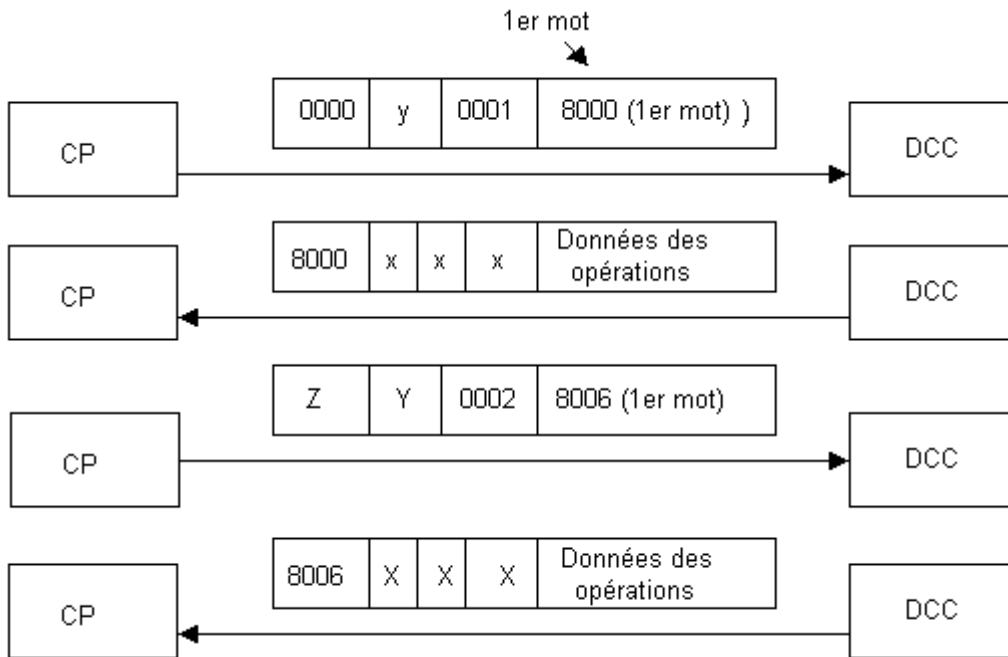 1er mot
0000 y 0001 8000 (1er mot) )
CP DCC
8000 x x x Données des
opérations
CP DCC
Z Y 0002 8006 (1er mot)
CP DCC
8006 X X X Données des
opérations
CP DCC